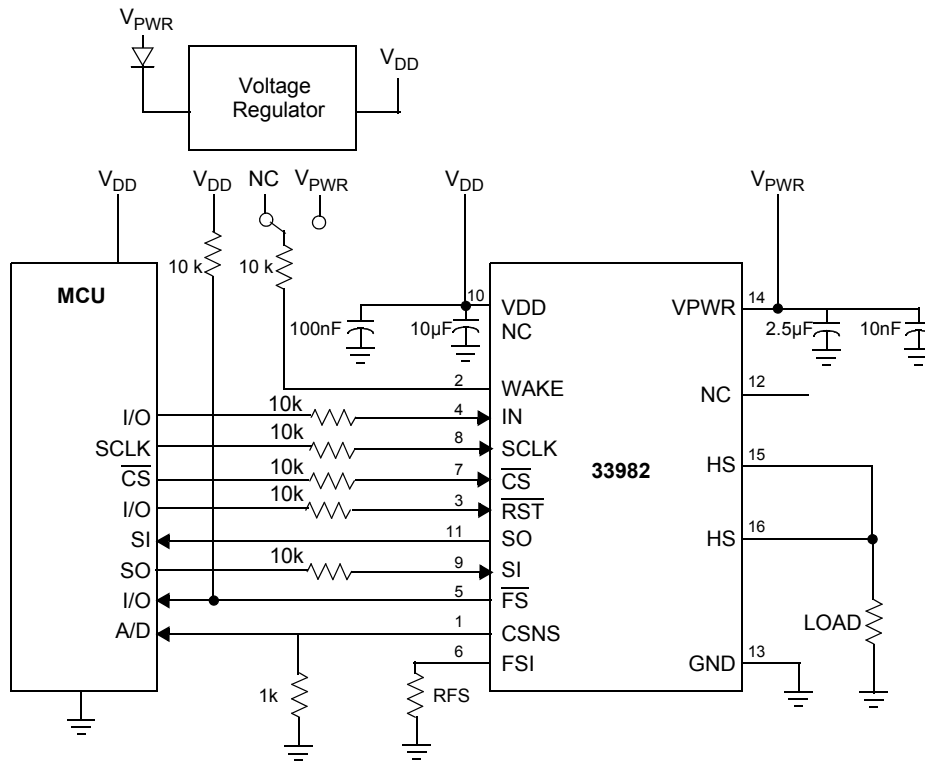 VPWR
Voltage
Regulator
VDD
VDD
VDD
NC
VPWR
VDD
VPWR
10 k
10 k
MCU
10
VDD
NC
100nF
10µF
VPWR
14
2.5µF
10nF
2
WAKE
NC
12
I/O
10k
4
IN
SCLK
10k
8
SCLK
HS
15
CS
10k
7
CS
33982
I/O
10k
3
RST
SI
11
SO
HS
16
SO
10k
9
SI
I/O
5
FS
A/D
1
CSNS
LOAD
6
FSI
GND
13
1k
RFS